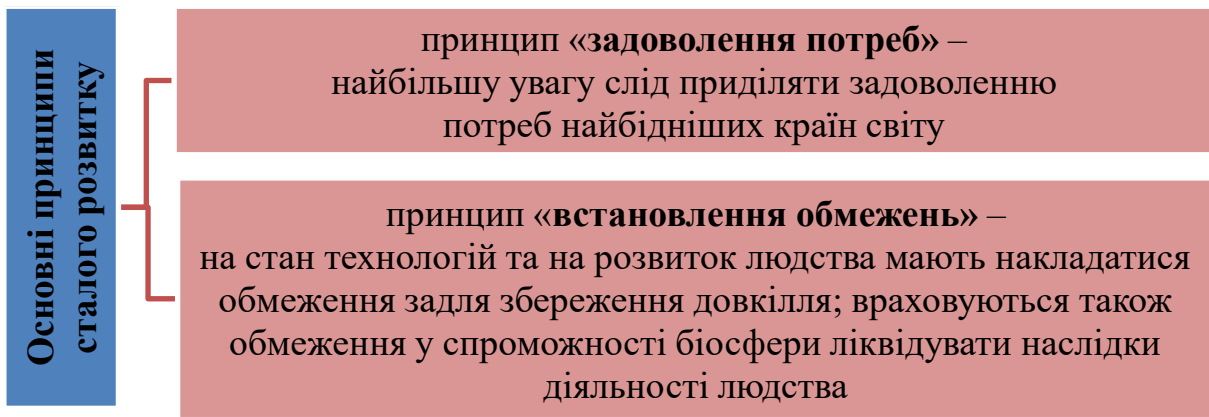 Основні принципи
сталого розвитку
принцип «задоволення потреб» –
найбільшу увагу слід приділяти задоволенню
потреб найбідніших країн світу
принцип «встановлення обмежень» –
на стан технологій та на розвиток людства мають накладатися
обмеження задля збереження довкілля; враховуються також
обмеження у спроможності біосфери ліквідувати наслідки
діяльності людства